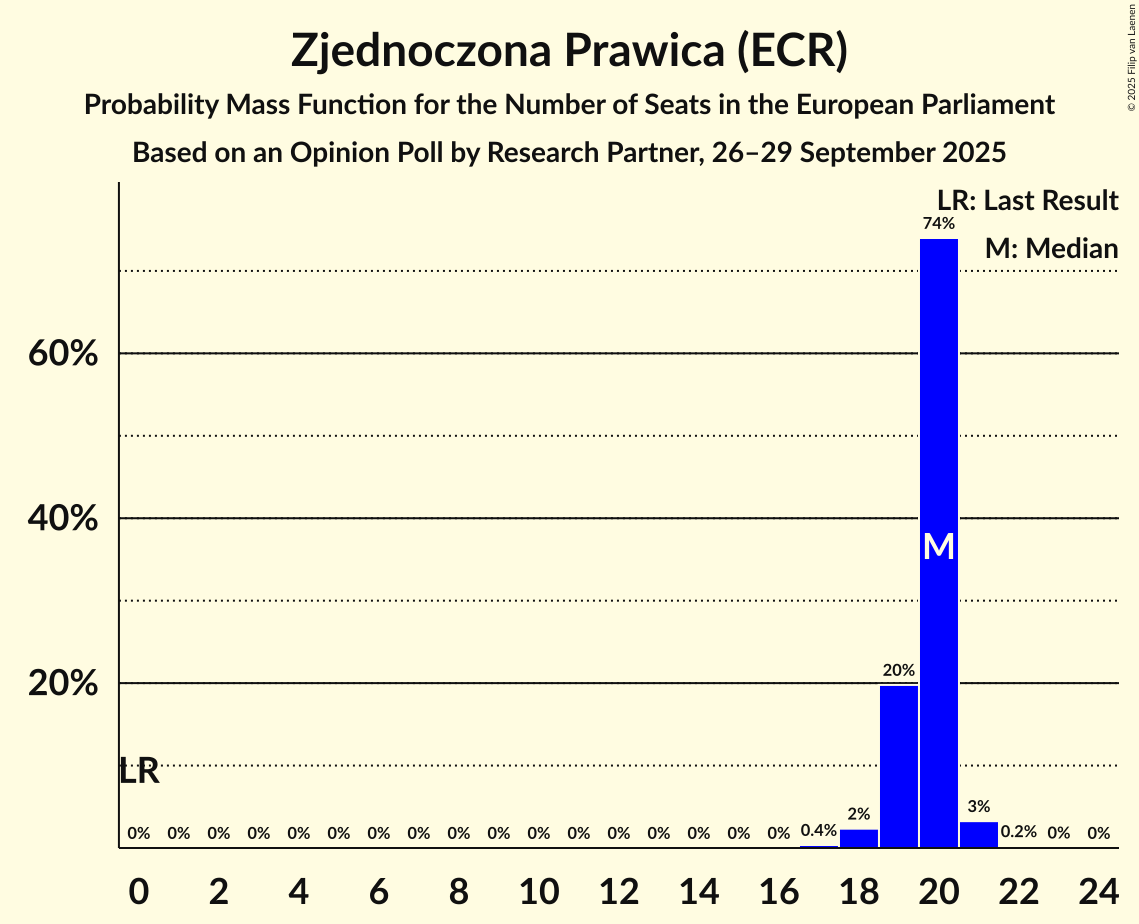 Zjednoczona Prawica (ECR)
Probability Mass Function for the Number of Seats in the European Parliament
Based on an Opinion Poll by Research Partner, 26–29 September 2025
© 2025 Filip van Laenen
LR: Last Result
74%
M: Median
60%
40%
M
20%
20%
LR
0% 0% 0% 0% 0% 0% 0% 0% 0% 0% 0% 0% 0% 0% 0% 0% 0% 0.4% 2% 3% 0.2% 0% 0%
0 2 4 6 8 10 12 14 16 18 20 22 24